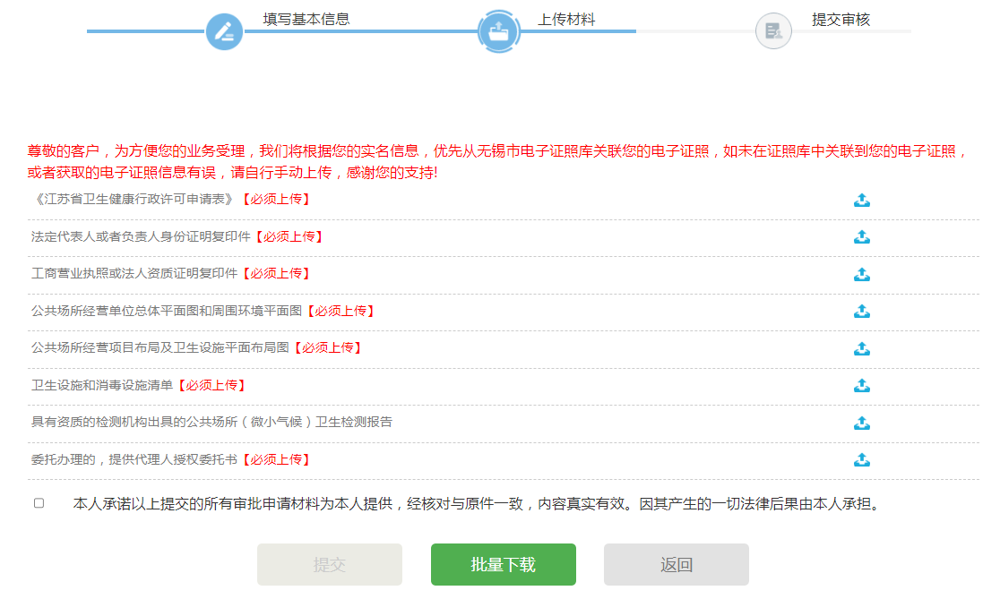 填写基本信息
上传材料
提交审核
尊敬的客户，为方便您的业务受理，我们将根据您的实名信息，优先从无锡市电子证照库关联您的电子证照，如未在证照库中关联到您的电子证照，
或者获取的电子证照信息有误，请自行手动上传，感谢您的支持!
《江苏省卫生健康行政许可申请表》【必须上传】
法定代表人或者负责人身份证明复印件【必须上传】
工商营业执照或法人资质证明复印件【必须上传】
公共场所经营单位总体平面图和周围环境平面图【必须上传】
公共场所经营项目布局及卫生设施平面布局图【必须上传】
卫生设施和消毒设施清单【必须上传】
具有资质的检测机构出具的公共场所（微小气候）卫生检测报告
委托办理的，提供代理人授权委托书【必须上传】
本人承诺以上提交的所有审批申请材料为本人提供，经核对与原件一致，内容真实有效。因其产生的一切法律后果由本人承担。
提交
批量下载
返回